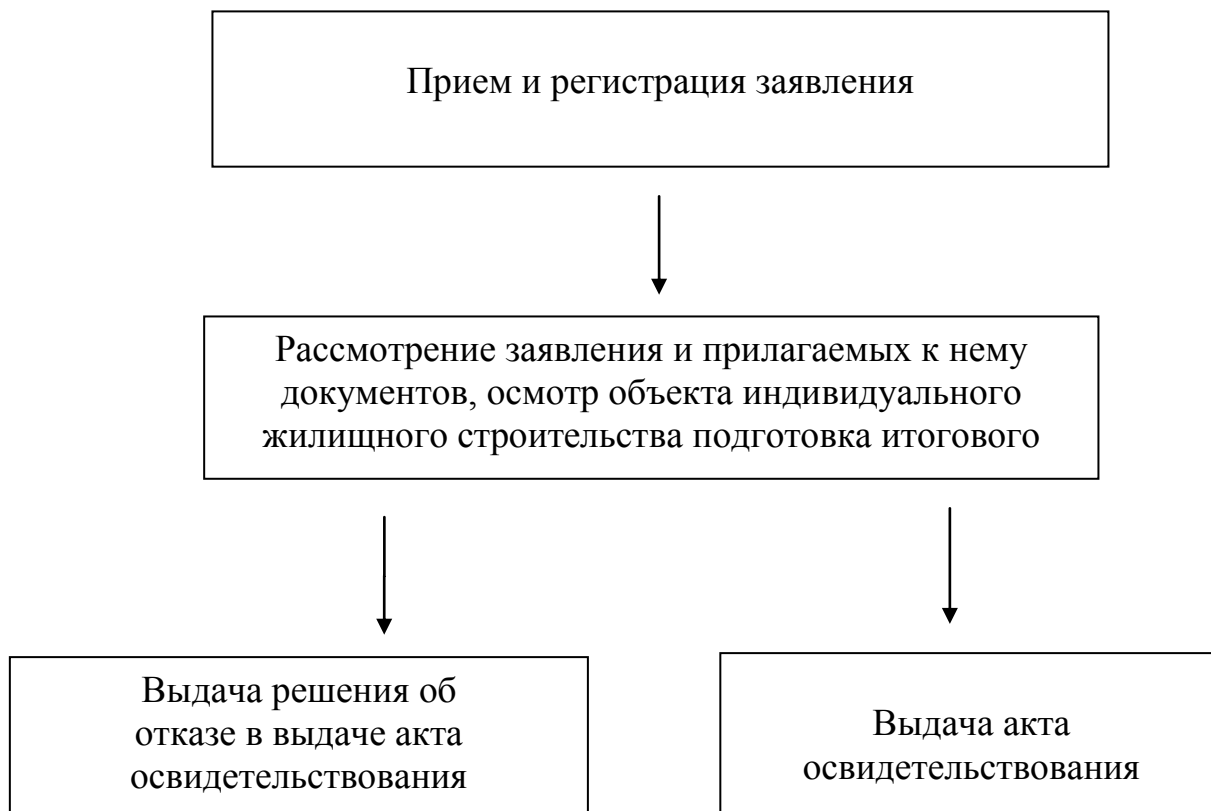 Прием и регистрация заявления
Рассмотрение заявления и прилагаемых к нему
документов, осмотр объекта индивидуального
жилищного строительства подготовка итогового
Выдача решения об
отказе в выдаче акта
освидетельствования
Выдача акта
освидетельствования